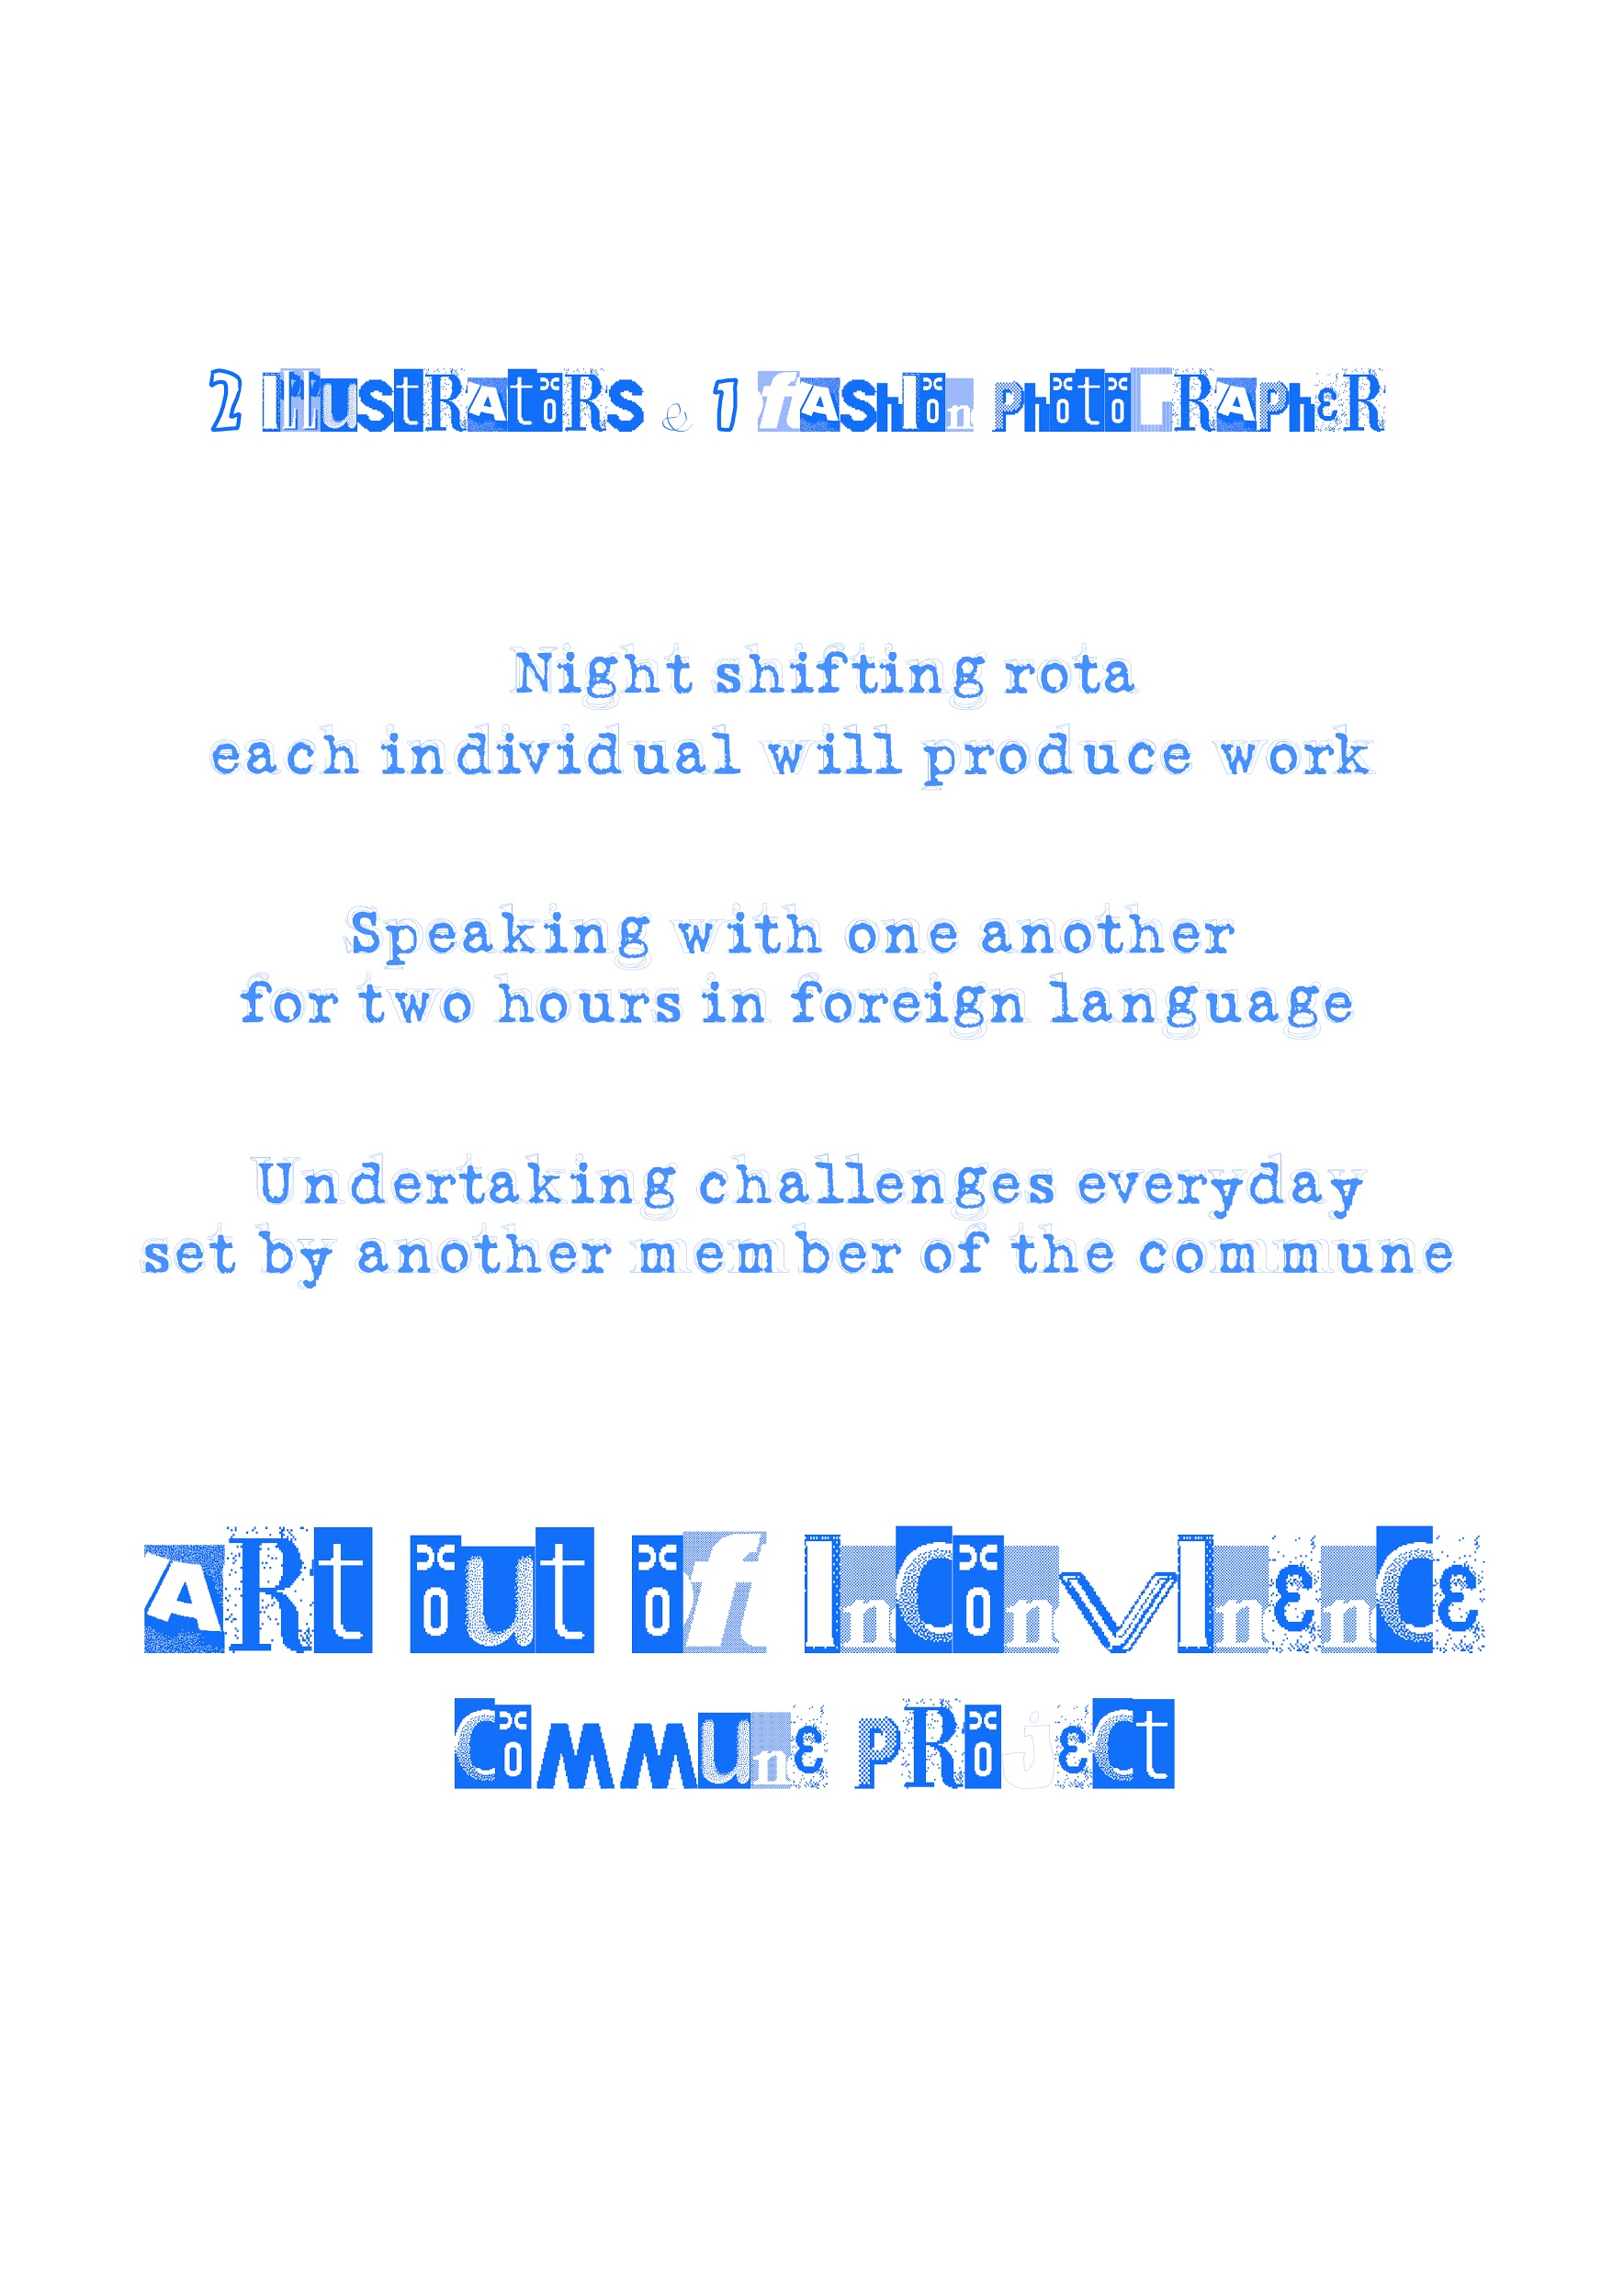 2 IllustRAtoRS & 1 fAShIon photoGRAphER
Night shifting rota
each individual will produce work
Speaking with one another
for two hours in foreign language
Undertaking challenges everyday
set by another member of the commune
ARt out of InConvInenCe
CoMMUne pRojeCt